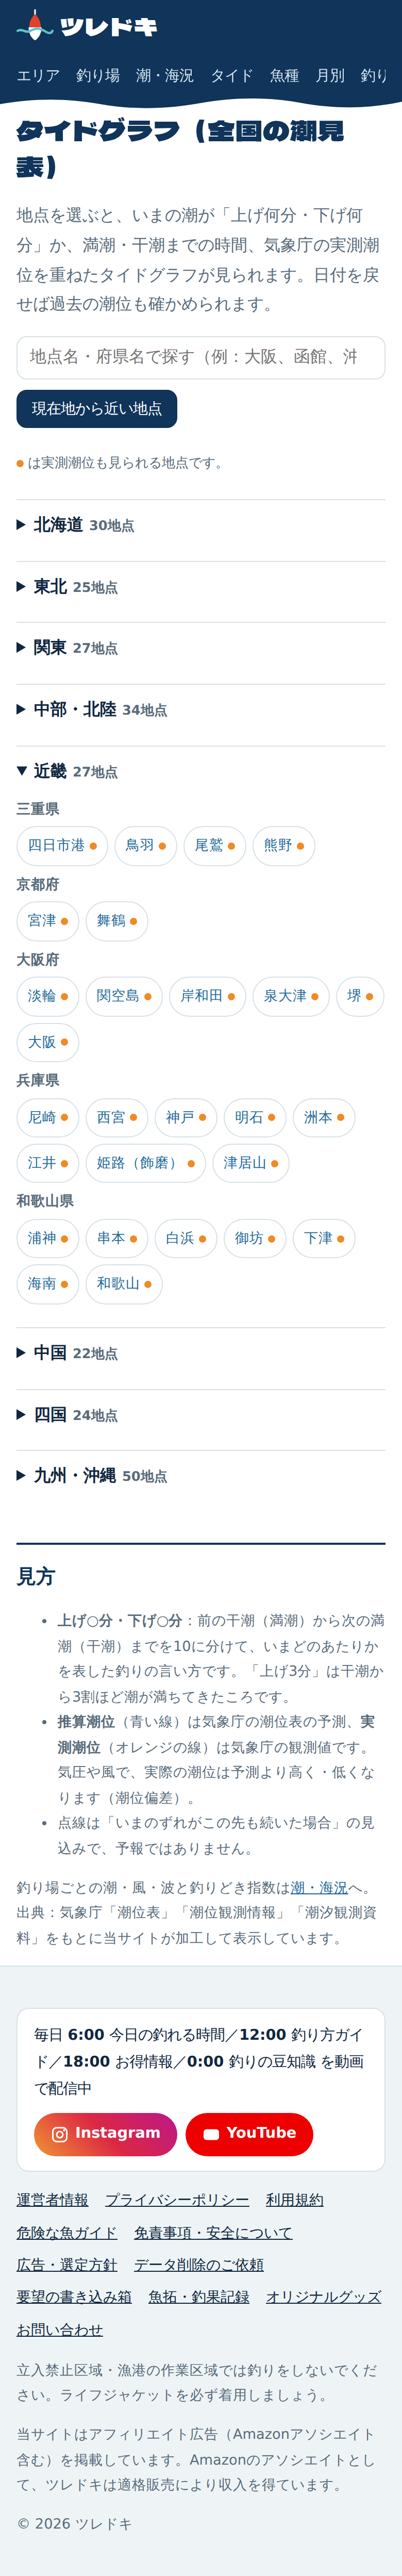 ツレドキ
エリア 釣り場 潮・海況 タイド 魚種 月別 釣り
タイドグラフ（全国の潮見
表）
地点を選ぶと、いまの潮が「上げ何分・下げ何
分」か、満潮・干潮までの時間、気象庁の実測潮
位を重ねたタイドグラフが見られます。日付を戻
せば過去の潮位も確かめられます。
地点名・府県名で探す（例：大阪、函館、沖
現在地から近い地点
は実測潮位も見られる地点です。
▶ 北海道 30地点
▶ 東北 25地点
▶ 関東 27地点
▶ 中部・北陸 34地点
▼ 近畿 27地点
三重県
四日市港 鳥羽 尾鷲 熊野
京都府
宮津 舞鶴
大阪府
淡輪 関空島 岸和田 泉大津 堺
大阪
兵庫県
尼崎 西宮 神戸 明石 洲本
江井 姫路（飾磨） 津居山
和歌山県
浦神 串本 白浜 御坊 下津
海南 和歌山
▶ 中国 22地点
▶ 四国 24地点
▶ 九州・沖縄 50地点
見方
• 上げ○分・下げ○分：前の干潮（満潮）から次の満
潮（干潮）までを10に分けて、いまどのあたりか
を表した釣りの言い方です。「上げ3分」は干潮か
ら3割ほど潮が満ちてきたころです。
• 推算潮位（青い線）は気象庁の潮位表の予測、実
測潮位（オレンジの線）は気象庁の観測値です。
気圧や風で、実際の潮位は予測より高く・低くな
ります（潮位偏差）。
• 点線は「いまのずれがこの先も続いた場合」の見
込みで、予報ではありません。
釣り場ごとの潮・風・波と釣りどき指数は潮・海況へ。
出典：気象庁「潮位表」「潮位観測情報」「潮汐観測資
料」をもとに当サイトが加工して表示しています。
毎日 6:00 今日の釣れる時間／12:00 釣り方ガイ
ド／18:00 お得情報／0:00 釣りの豆知識 を動画
で配信中
Instagram YouTube
運営者情報 プライバシーポリシー 利用規約
危険な魚ガイド 免責事項・安全について
広告・選定方針 データ削除のご依頼
要望の書き込み箱 魚拓・釣果記録 オリジナルグッズ
お問い合わせ
立入禁止区域・漁港の作業区域では釣りをしないでくだ
さい。ライフジャケットを必ず着用しましょう。
当サイトはアフィリエイト広告（Amazonアソシエイト
含む）を掲載しています。Amazonのアソシエイトとし
て、ツレドキは適格販売により収入を得ています。
© 2026 ツレドキ